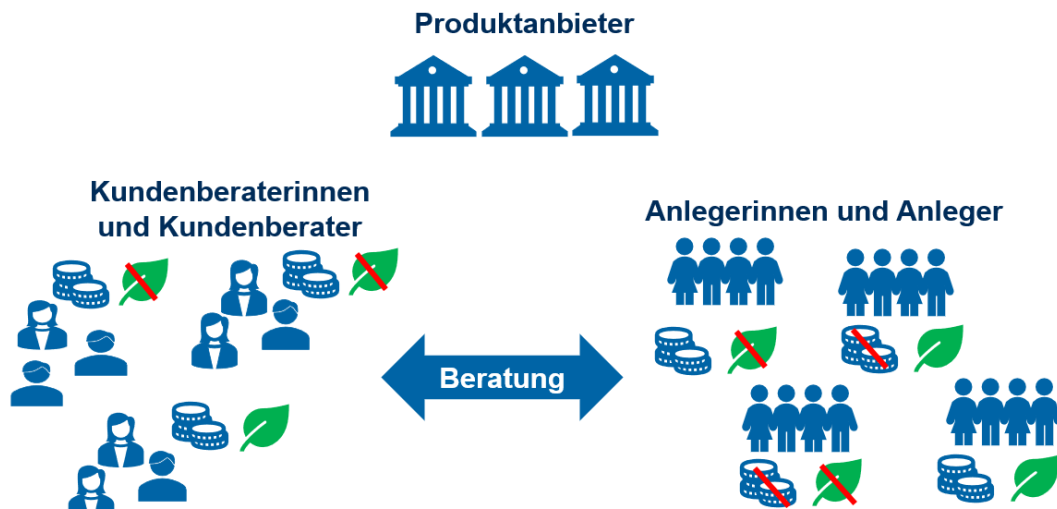 Produktanbieter
Kundenberaterinnen
und Kundenberater
Anlegerinnen und Anleger
Beratung